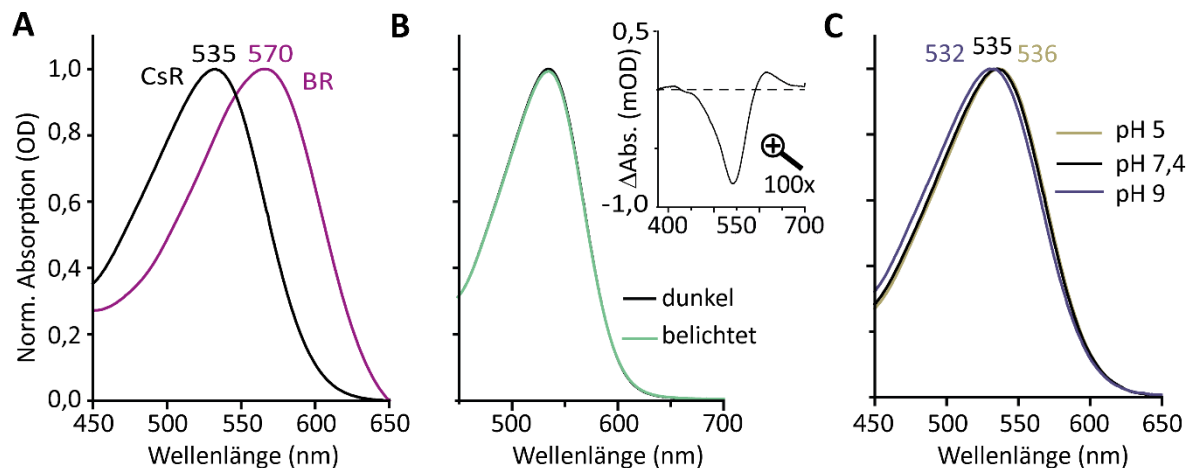 A
535 570
CsR
BR
Norm. Absorption (OD)
1,0
0,8
0,6
0,4
0,2
0,0
450 500 550 600 650
Wellenlänge (nm)
B
dunkel
belichtet
500 600 700
Wellenlänge (nm)
ΔAbs. (mOD)
0,5
-1,0
100x
400 550 700
C
532 535 536
pH 5
pH 7,4
pH 9
450 500 550 600 650
Wellenlänge (nm)